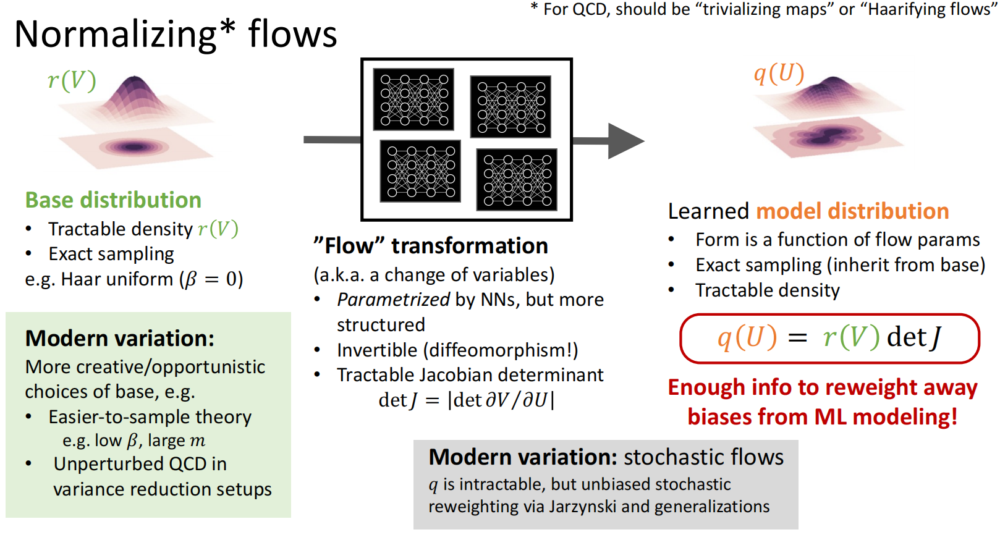 * For QCD, should be “trivializing maps” or “Haarifying flows”
Normalizing* flows
r(V)
q(U)
Base distribution
• Tractable density r(V)
• Exact sampling
e.g. Haar uniform (β = 0)
Modern variation:
More creative/opportunistic
choices of base, e.g.
• Easier-to-sample theory
e.g. low β, large m
• Unperturbed QCD in
variance reduction setups
”Flow” transformation
(a.k.a. a change of variables)
• Parametrized by NNs, but more
structured
• Invertible (diffeomorphism!)
• Tractable Jacobian determinant
det J = |det ∂V/∂U|
Learned model distribution
• Form is a function of flow params
• Exact sampling (inherit from base)
• Tractable density
q(U) = r(V) det J
Enough info to reweight away
biases from ML modeling!
Modern variation: stochastic flows
q is intractable, but unbiased stochastic
reweighting via Jarzynski and generalizations